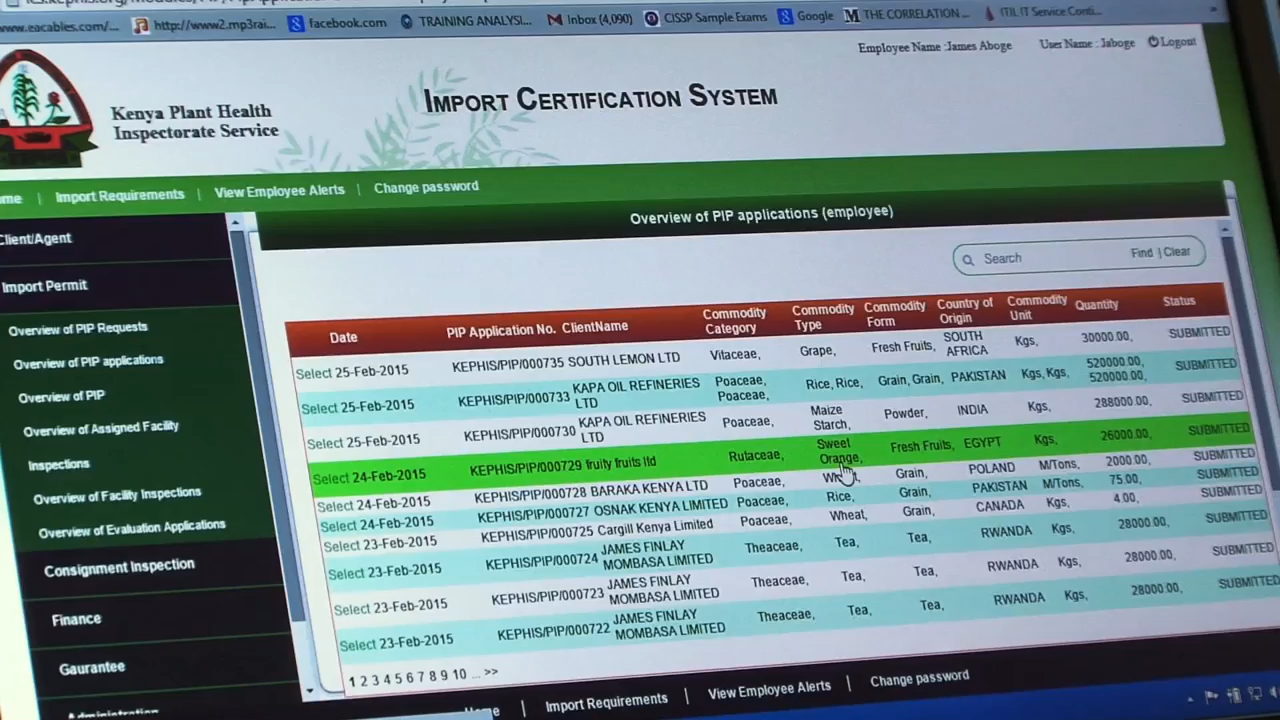 www.eacables.com/... http://www2.mp3rai... facebook.com TRAINING ANALYSI... Inbox (4,090) CISSP Sample Exams Google THE CORRELATION... ITIL IT Service Conti...
Employee Name :James Aboge User Name : Jaboge Logout
Kenya Plant Health
Inspectorate Service
IMPORT CERTIFICATION SYSTEM
ome | Import Requirements | View Employee Alerts | Change password
Client/Agent
Import Permit
Overview of PIP Requests
Overview of PIP applications
Overview of PIP
Overview of Assigned Facility
Inspections
Overview of Facility Inspections
Overview of Evaluation Applications
Consignment Inspection
Finance
Gaurantee
Administration
Overview of PIP applications (employee)
Search Find | Clear
Date PIP Application No. ClientName Commodity Category Commodity Type Commodity Form Country of Origin Commodity Unit Quantity Status
Select 25-Feb-2015 KEPHIS/PIP/000735 SOUTH LEMON LTD Vitaceae, Grape, Fresh Fruits, SOUTH AFRICA Kgs, 30000.00, SUBMITTED
Select 25-Feb-2015 KEPHIS/PIP/000733 KAPA OIL REFINERIES LTD Poaceae, Poaceae, Rice, Rice, Grain, Grain, PAKISTAN Kgs, Kgs, 520000.00, 520000.00, SUBMITTED
Select 25-Feb-2015 KEPHIS/PIP/000730 KAPA OIL REFINERIES LTD Poaceae, Maize Starch, Powder, INDIA Kgs, 288000.00, SUBMITTED
Select 24-Feb-2015 KEPHIS/PIP/000729 fruity fruits ltd Rutaceae, Sweet Orange, Fresh Fruits, EGYPT Kgs, 26000.00, SUBMITTED
Select 24-Feb-2015 KEPHIS/PIP/000728 BARAKA KENYA LTD Poaceae, Grain, POLAND M/Tons, 2000.00, SUBMITTED
Select 24-Feb-2015 KEPHIS/PIP/000727 OSNAK KENYA LIMITED Poaceae, Rice, Grain, PAKISTAN M/Tons, 75.00, SUBMITTED
Select 23-Feb-2015 KEPHIS/PIP/000725 Cargill Kenya Limited Poaceae, Wheat, Grain, CANADA Kgs, 4.00, SUBMITTED
Select 23-Feb-2015 KEPHIS/PIP/000724 JAMES FINLAY MOMBASA LIMITED Theaceae, Tea, Tea, RWANDA Kgs, 28000.00, SUBMITTED
Select 23-Feb-2015 KEPHIS/PIP/000723 JAMES FINLAY MOMBASA LIMITED Theaceae, Tea, Tea, RWANDA Kgs, 28000.00, SUBMITTED
Select 23-Feb-2015 KEPHIS/PIP/000722 JAMES FINLAY MOMBASA LIMITED Theaceae, Tea, Tea, RWANDA Kgs, 28000.00, SUBMITTED
1 2 3 4 5 6 7 8 9 10 ... >>
Home | Import Requirements | View Employee Alerts | Change password